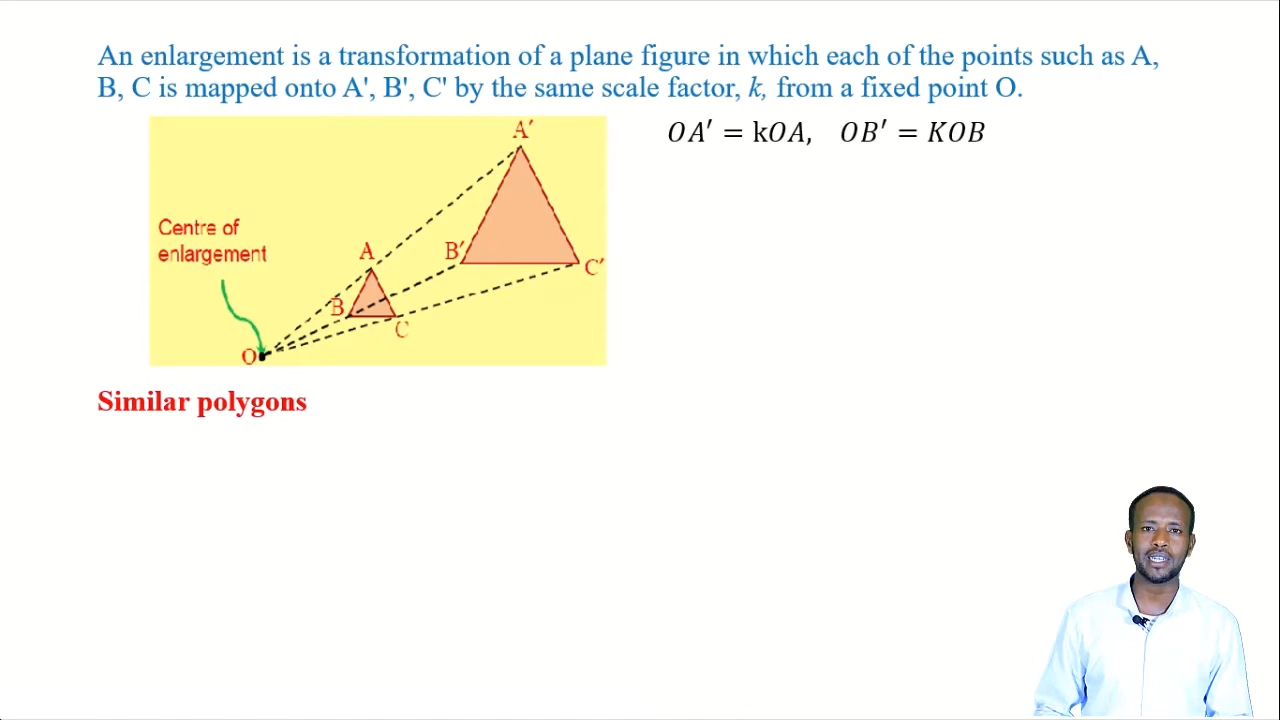 An enlargement is a transformation of a plane figure in which each of the points such as A,
B, C is mapped onto A', B', C' by the same scale factor, k, from a fixed point O.
OA′ = kOA, OB′ = KOB
A′
Centre of
enlargement
A
B′
C′
B
C
O
Similar polygons